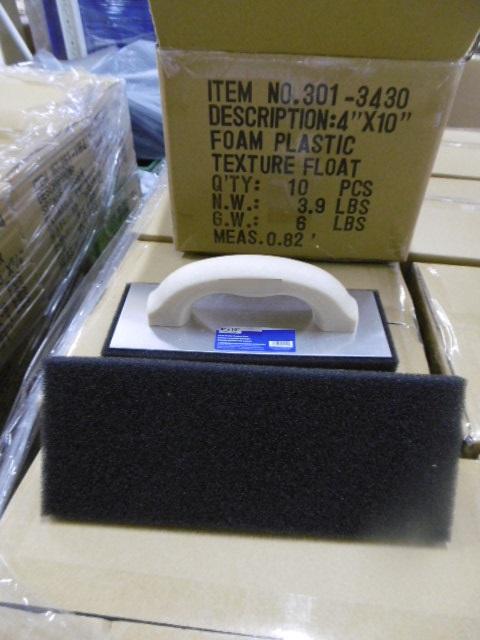 ITEM NO.301-3430
DESCRIPTION:4"X10"
FOAM PLASTIC
TEXTURE FLOAT
Q'TY: 10 PCS
N.W.: 3.9 LBS
G.W.: 6 LBS
MEAS.0.82 '